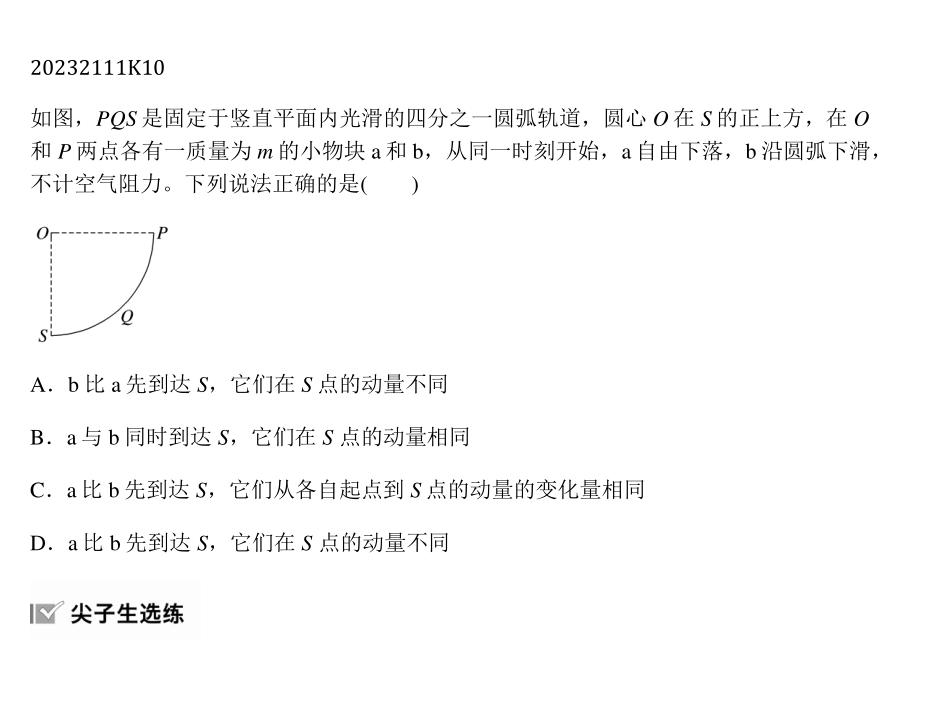 20232111K10
如图，PQS 是固定于竖直平面内光滑的四分之一圆弧轨道，圆心 O 在 S 的正上方，在 O
和 P 两点各有一质量为 m 的小物块 a 和 b，从同一时刻开始，a 自由下落，b 沿圆弧下滑，
不计空气阻力。下列说法正确的是(　　)
O P
Q
S
A．b 比 a 先到达 S，它们在 S 点的动量不同
B．a 与 b 同时到达 S，它们在 S 点的动量相同
C．a 比 b 先到达 S，它们从各自起点到 S 点的动量的变化量相同
D．a 比 b 先到达 S，它们在 S 点的动量不同
尖子生选练